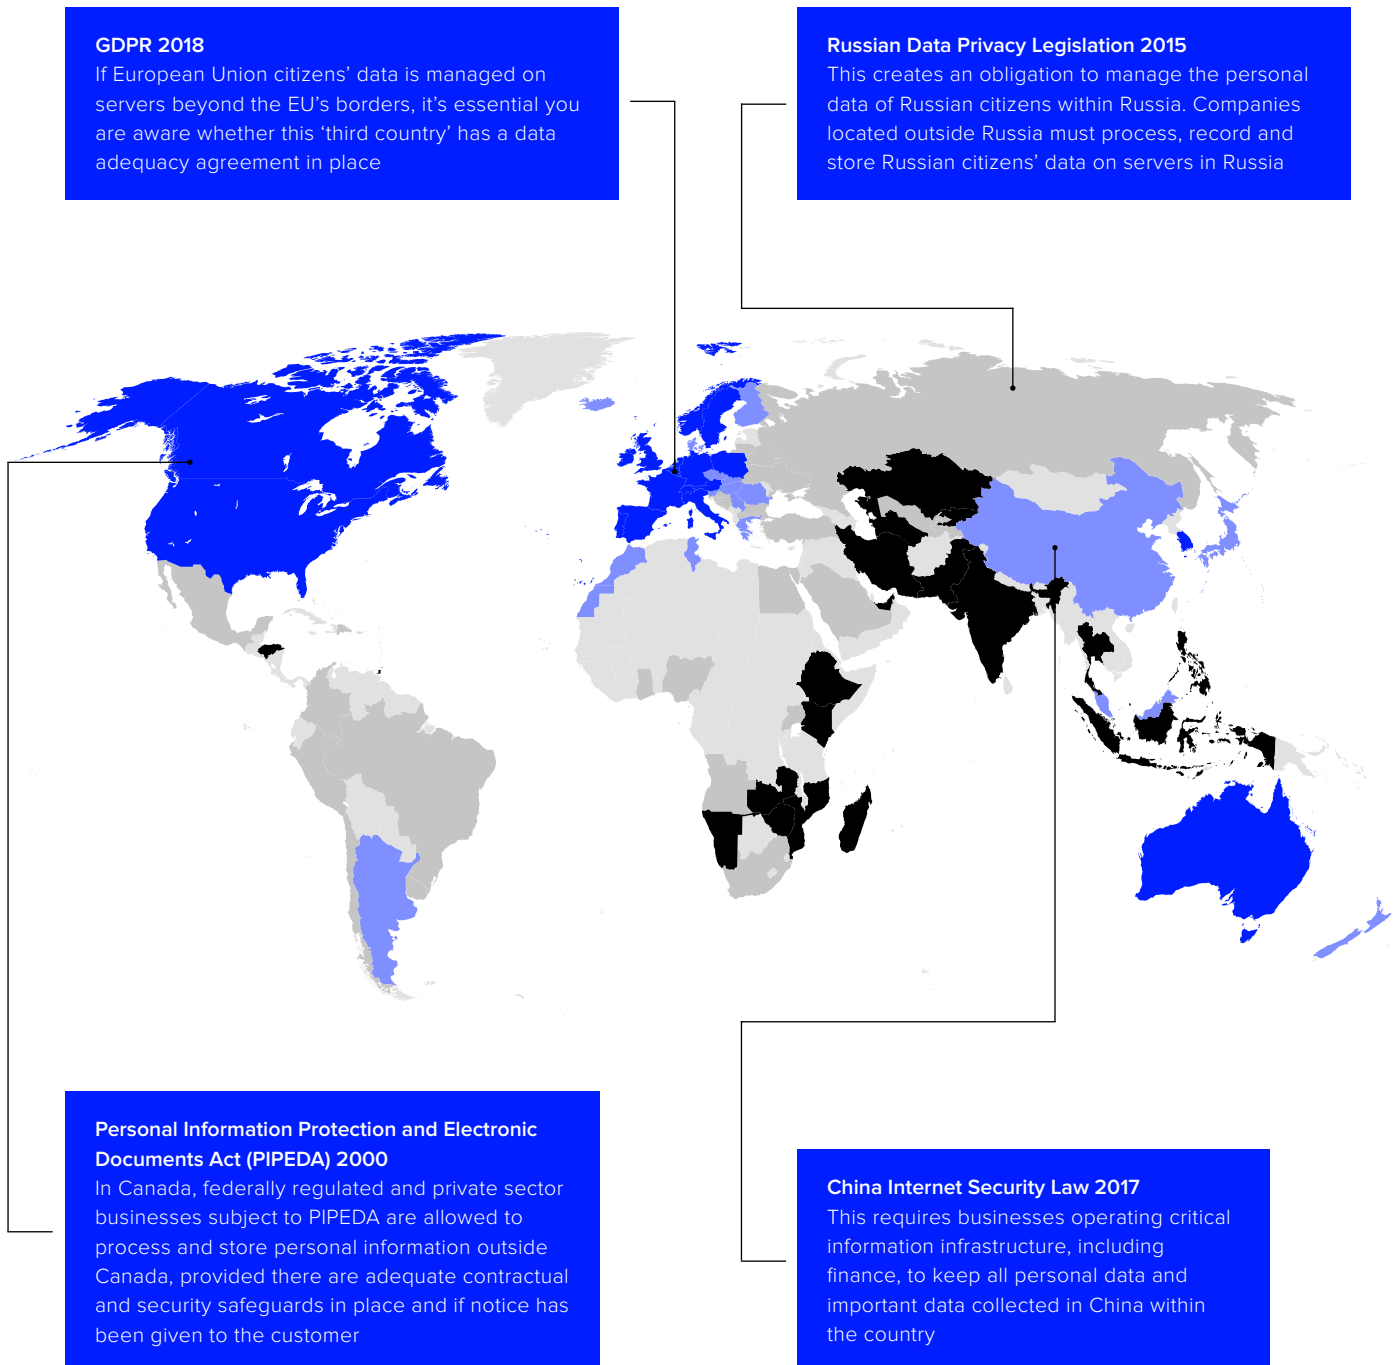 GDPR 2018
If European Union citizens’ data is managed on
servers beyond the EU’s borders, it’s essential you
are aware whether this ‘third country’ has a data
adequacy agreement in place
Russian Data Privacy Legislation 2015
This creates an obligation to manage the personal
data of Russian citizens within Russia. Companies
located outside Russia must process, record and
store Russian citizens’ data on servers in Russia
Personal Information Protection and Electronic
Documents Act (PIPEDA) 2000
In Canada, federally regulated and private sector
businesses subject to PIPEDA are allowed to
process and store personal information outside
Canada, provided there are adequate contractual
and security safeguards in place and if notice has
been given to the customer
China Internet Security Law 2017
This requires businesses operating critical
information infrastructure, including
finance, to keep all personal data and
important data collected in China within
the country